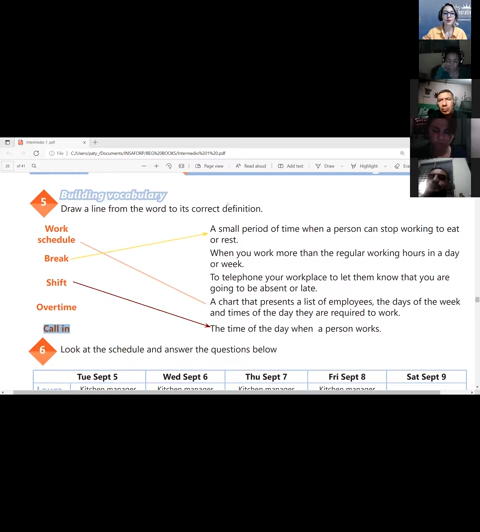 Intermedio 1 .pdf
File
C:/Users/paty_/Documents/INSAFORP/BEO%20BOOKS/Intermedio%201%20.pdf
20 of 41
Page view
Read aloud
Add text
Draw
Highlight
5
Building vocabulary
Draw a line from the word to its correct definition.
Work
schedule
A small period of time when a person can stop working to eat
or rest.
Break
When you work more than the regular working hours in a day
or week.
Shift
To telephone your workplace to let them know that you are
going to be absent or late.
Overtime
A chart that presents a list of employees, the days of the week
and times of the day they are required to work.
Call in
The time of the day when a person works.
6
Look at the schedule and answer the questions below
Tue Sept 5 Wed Sept 6 Thu Sept 7 Fri Sept 8 Sat Sept 9
Kitchen manager Kitchen manager Kitchen manager Kitchen manager